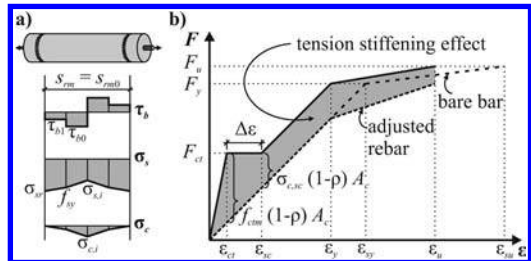 a)
s_rm = s_rm0
τ_b
τ_b1
τ_b0
σ_s
σ_sr
f_sy
σ_s,i
σ_c
σ_c,i
b)
F
tension stiffening effect
F_u
F_y
bare bar
adjusted
rebar
Δε
F_ct
σ_c,sc (1-ρ) A_c
f_ctm (1-ρ) A_c
ε_ct
ε_sc
ε_y
ε_sy
ε_u
ε_su
ε